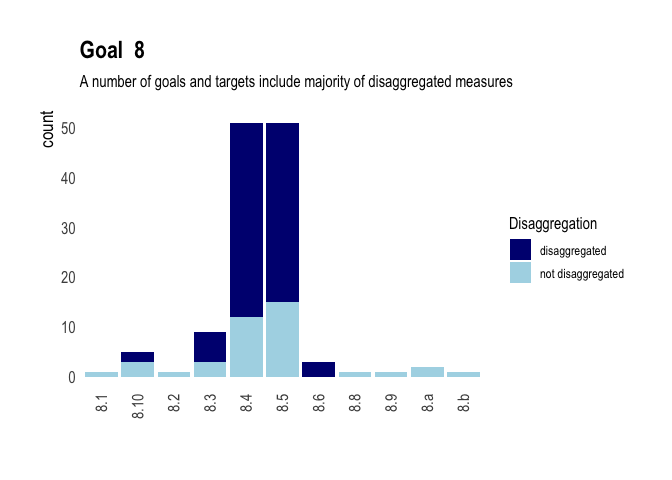 Goal  8
A number of goals and targets include majority of disaggregated measures
count
50
40
30
20
10
0
8.1
8.10
8.2
8.3
8.4
8.5
8.6
8.8
8.9
8.a
8.b
Disaggregation
disaggregated
not disaggregated